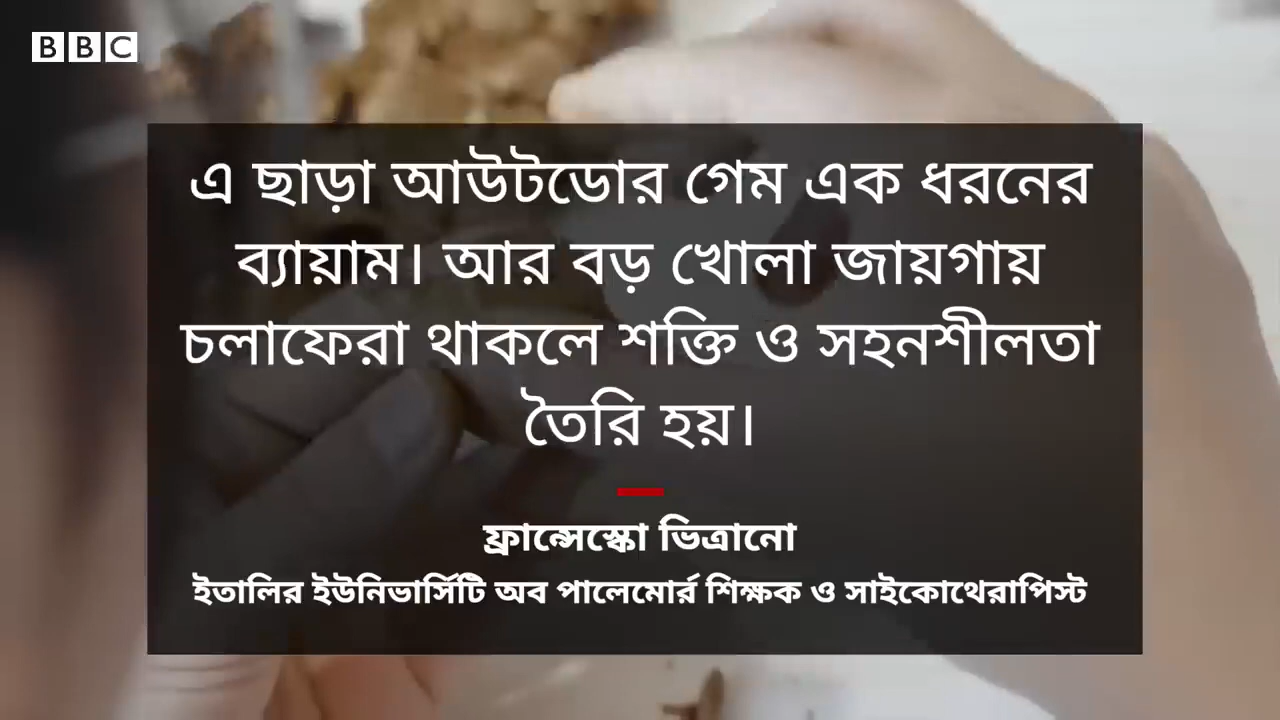 BBC
এ ছাড়া আউটডোর গেম এক ধরনের
ব্যায়াম। আর বড় খোলা জায়গায়
চলাফেরা থাকলে শক্তি ও সহনশীলতা
তৈরি হয়।
ফ্রান্সেস্কো ভিত্রানো
ইতালির ইউনিভার্সিটি অব পালেমোর্র শিক্ষক ও সাইকোথেরাপিস্ট